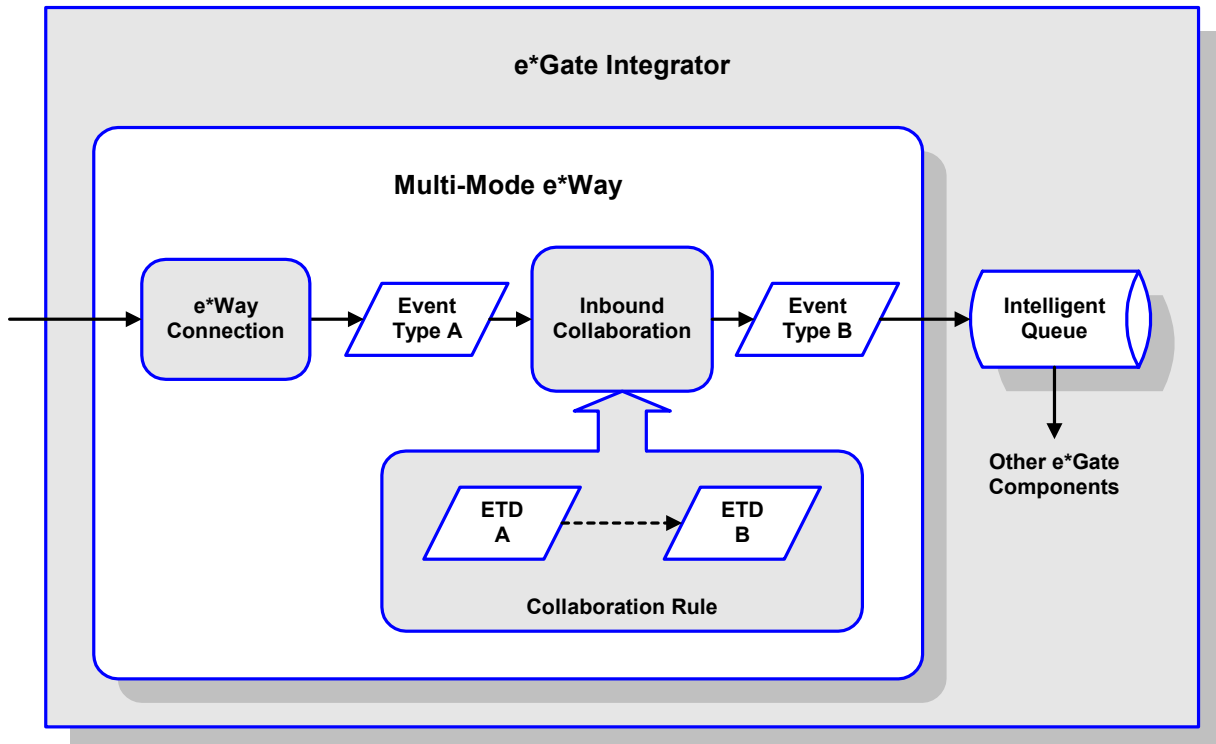 e*Gate Integrator
Multi-Mode e*Way
e*Way
Connection
Event
Type A
Inbound
Collaboration
Event
Type B
Intelligent
Queue
Other e*Gate
Components
ETD
A
ETD
B
Collaboration Rule